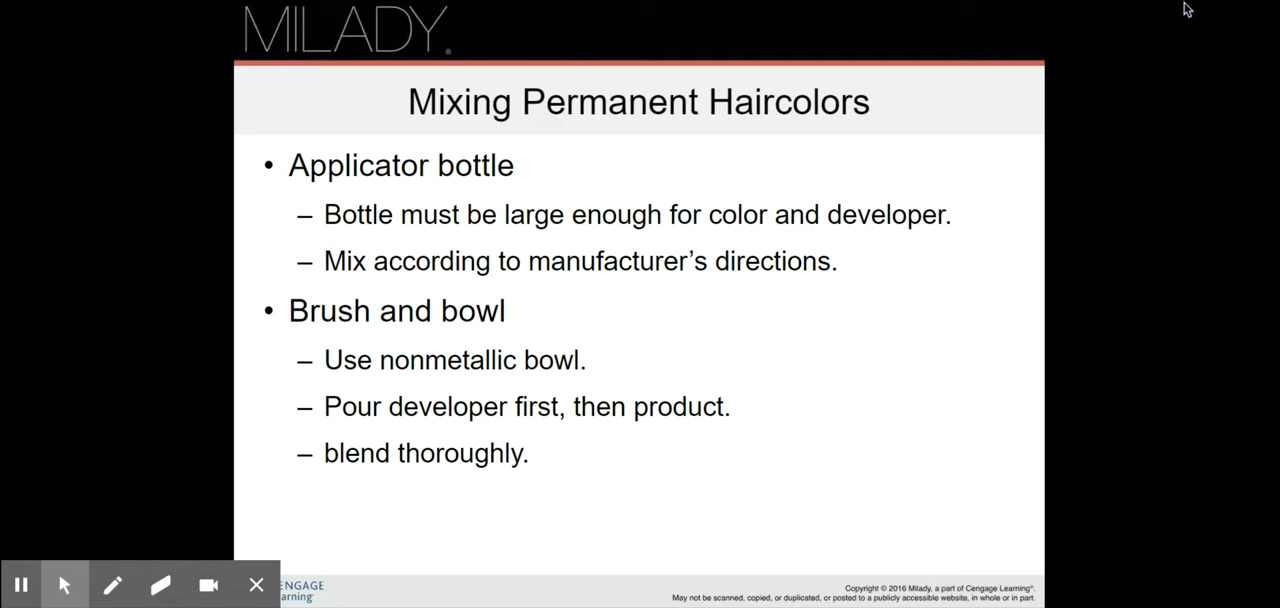 MILADY.
Mixing Permanent Haircolors
• Applicator bottle
– Bottle must be large enough for color and developer.
– Mix according to manufacturer’s directions.
• Brush and bowl
– Use nonmetallic bowl.
– Pour developer first, then product.
– blend thoroughly.
ENGAGE
arning
Copyright © 2016 Milady, a part of Cengage Learning®.
May not be scanned, copied, or duplicated, or posted to a publicly accessible website, in whole or in part.